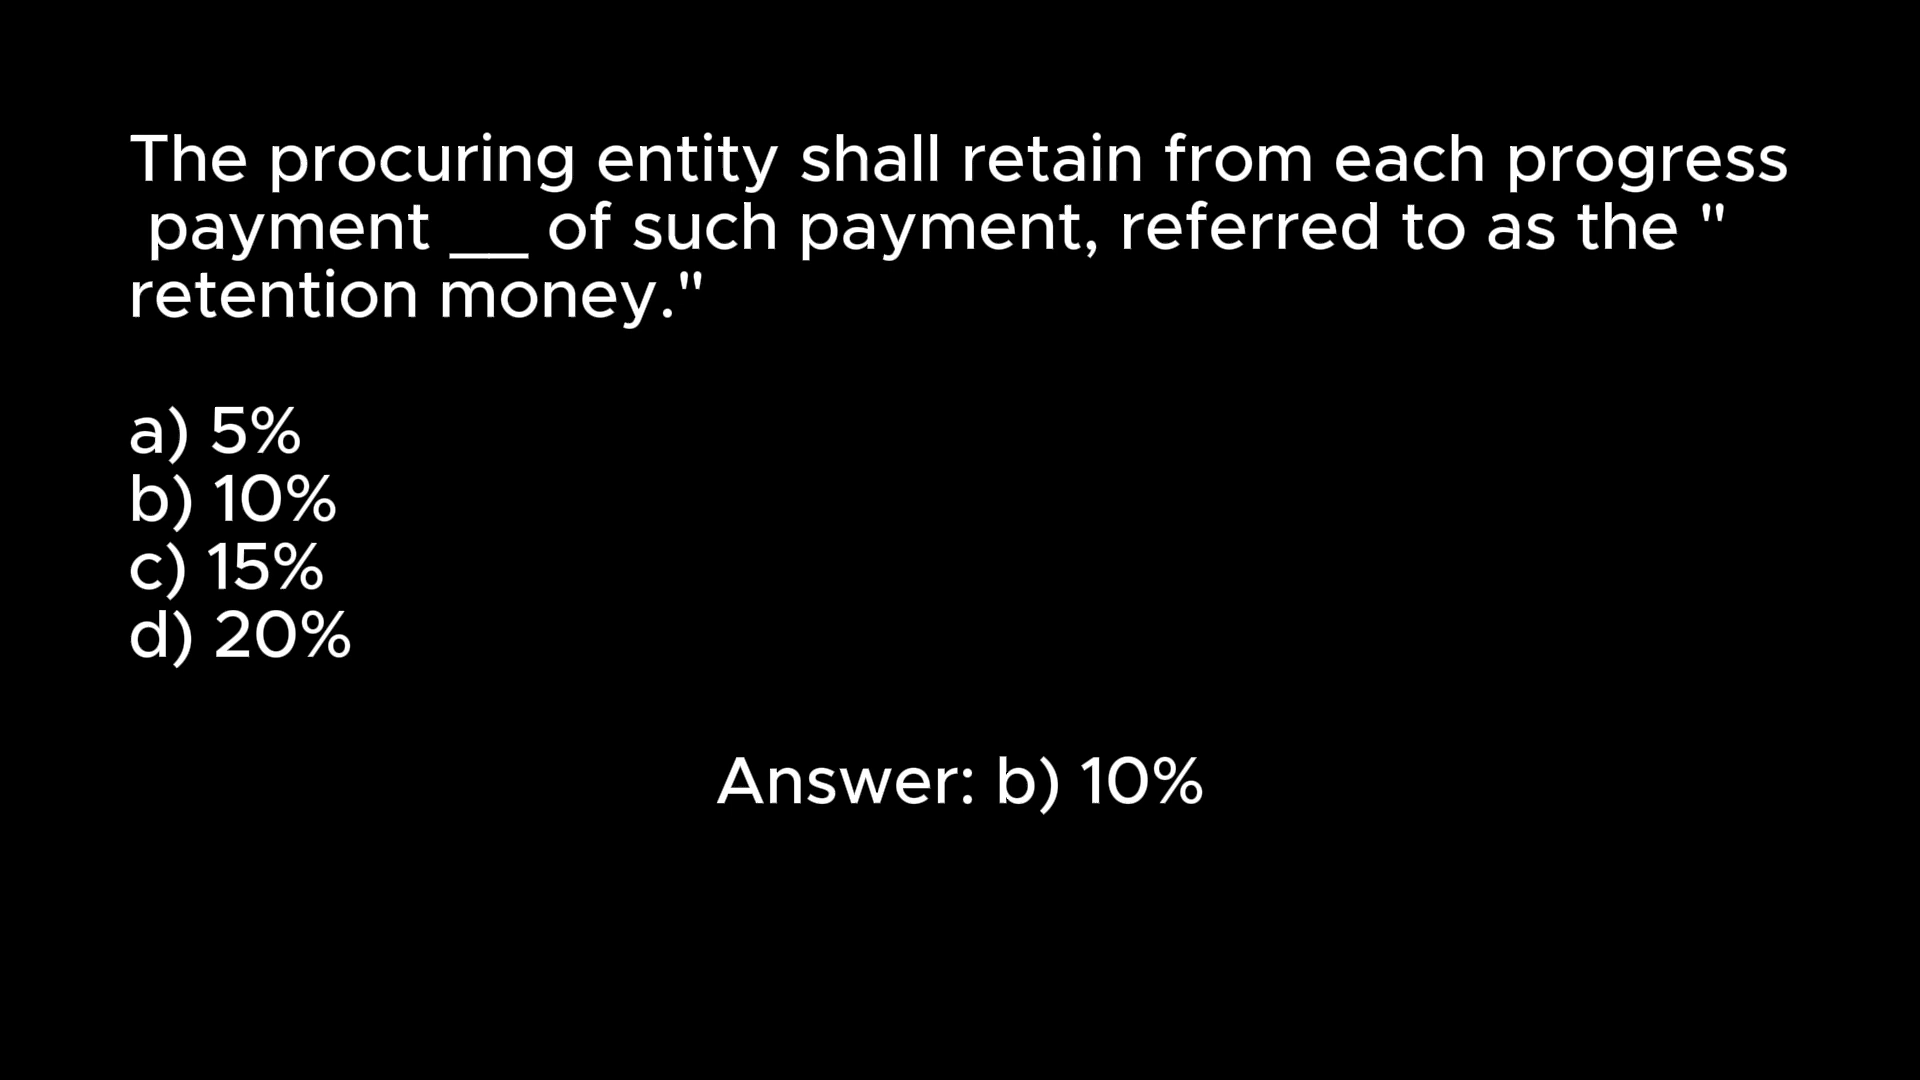 The procuring entity shall retain from each progress
payment __ of such payment, referred to as the "
retention money."
a) 5%
b) 10%
c) 15%
d) 20%
Answer: b) 10%